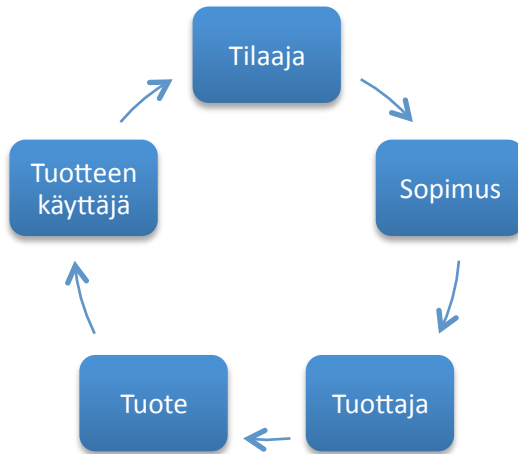 Tilaaja
Sopimus
Tuottaja
Tuote
Tuotteen
käyttäjä